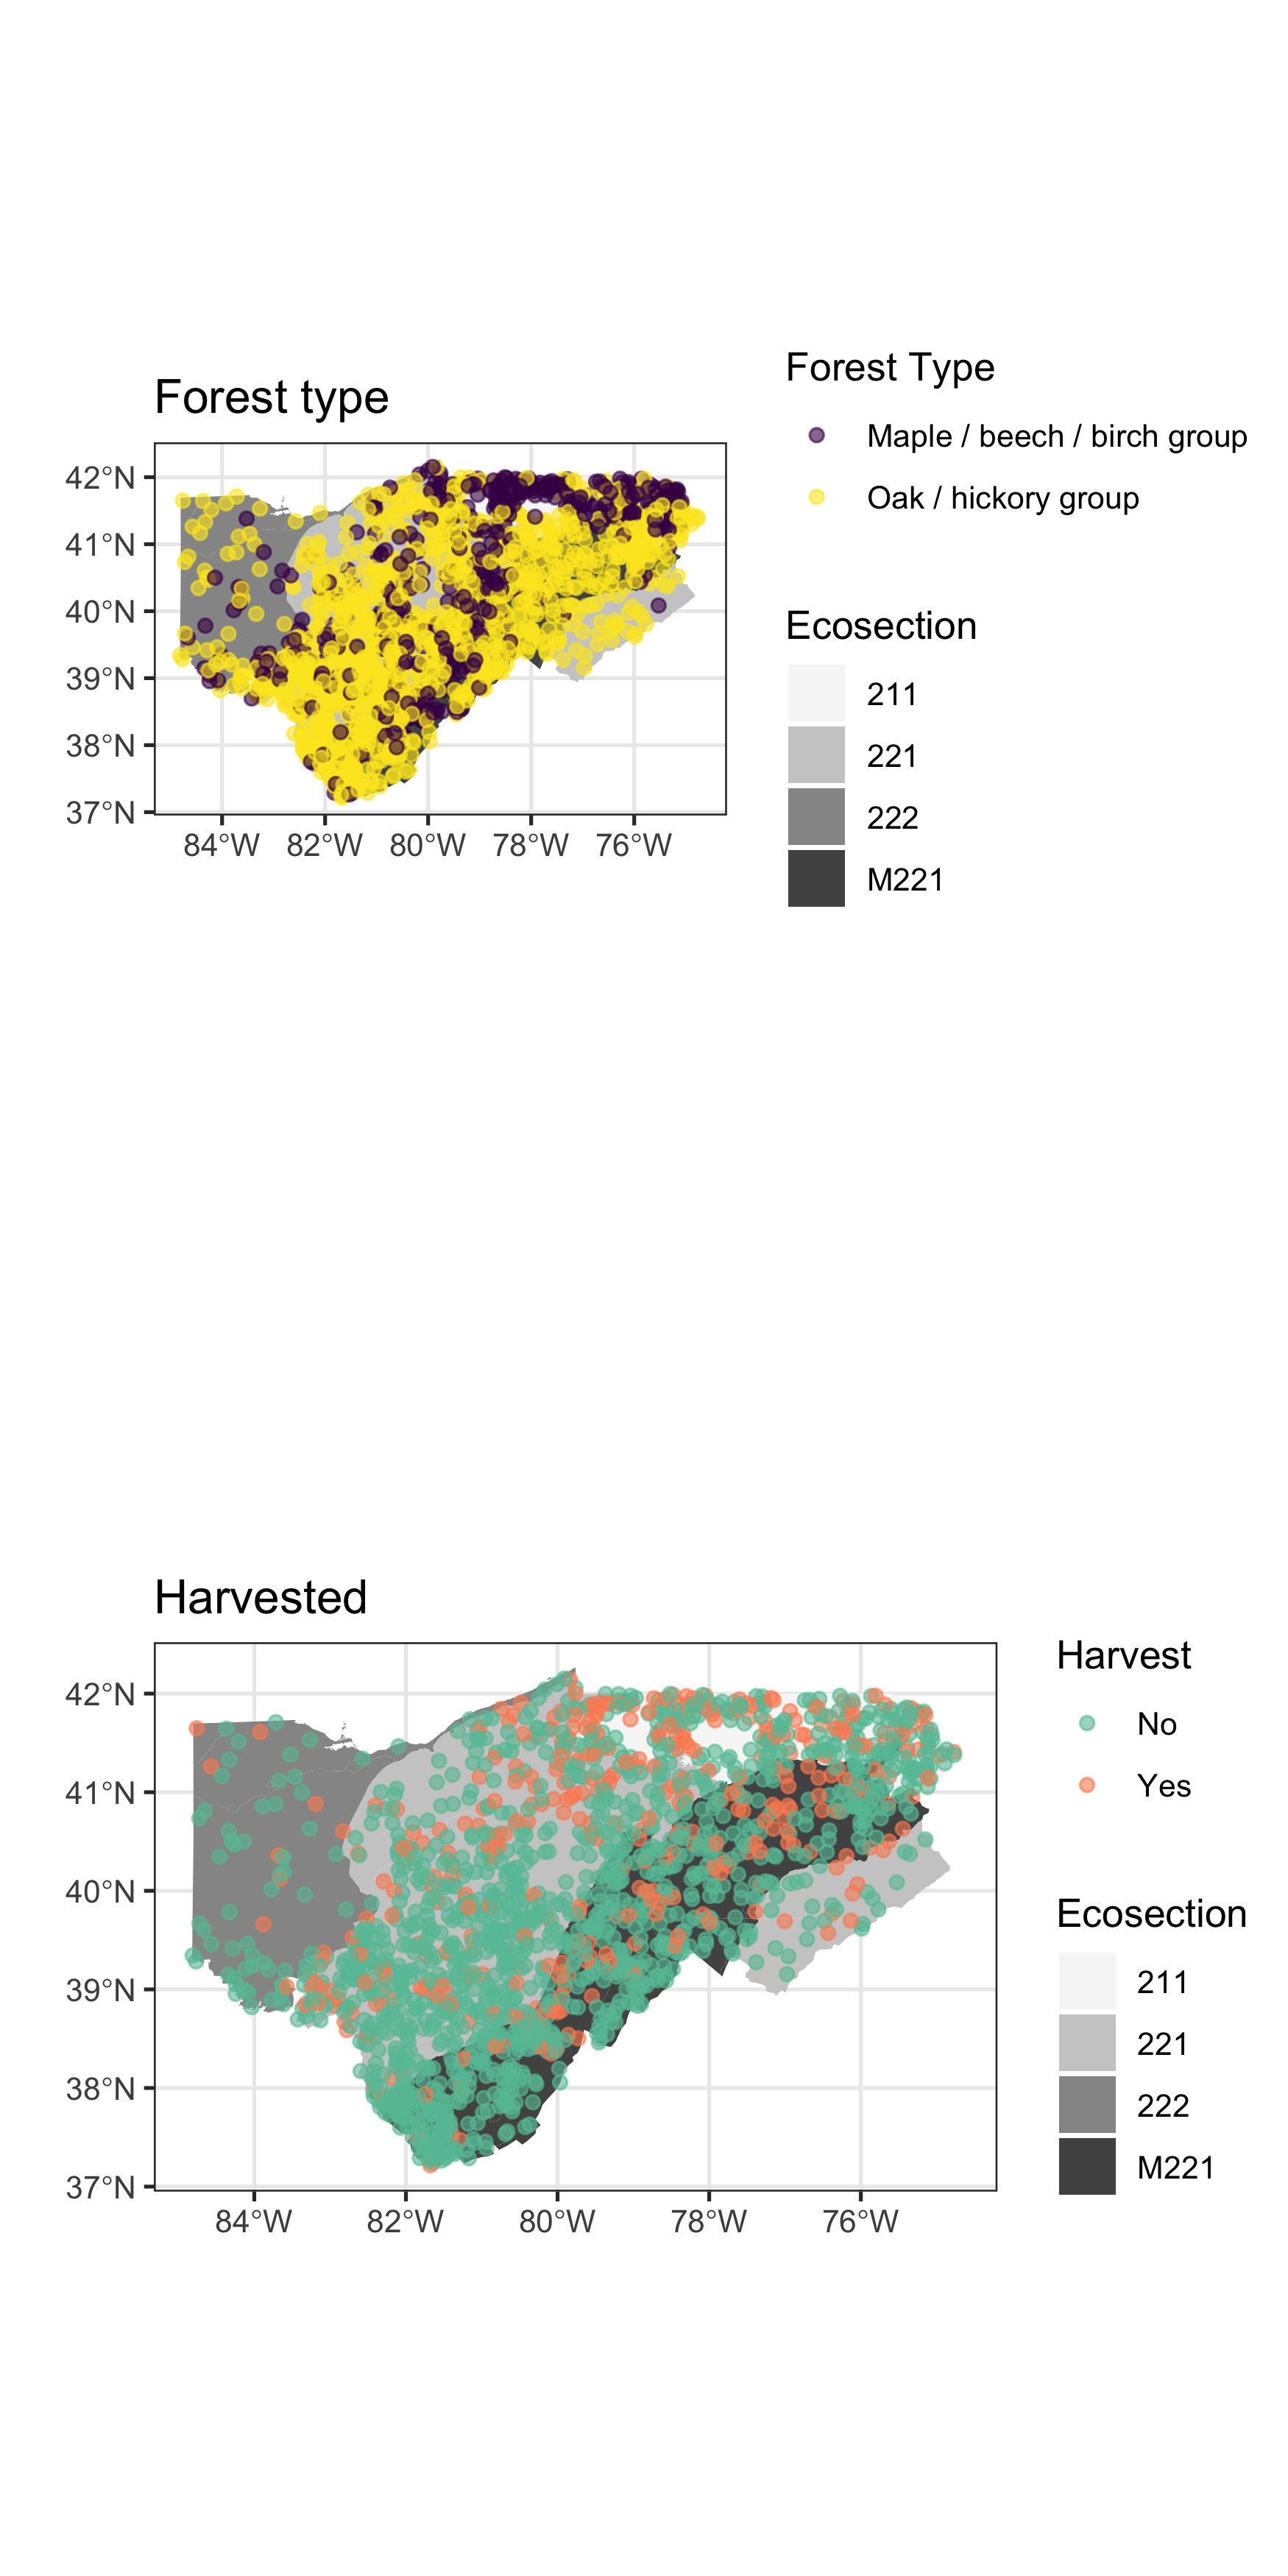 Forest type
42°N
41°N
40°N
39°N
38°N
37°N
84°W 82°W 80°W 78°W 76°W
Forest Type
Maple / beech / birch group
Oak / hickory group
Ecosection
211
221
222
M221
Harvested
42°N
41°N
40°N
39°N
38°N
37°N
84°W 82°W 80°W 78°W 76°W
Harvest
No
Yes
Ecosection
211
221
222
M221